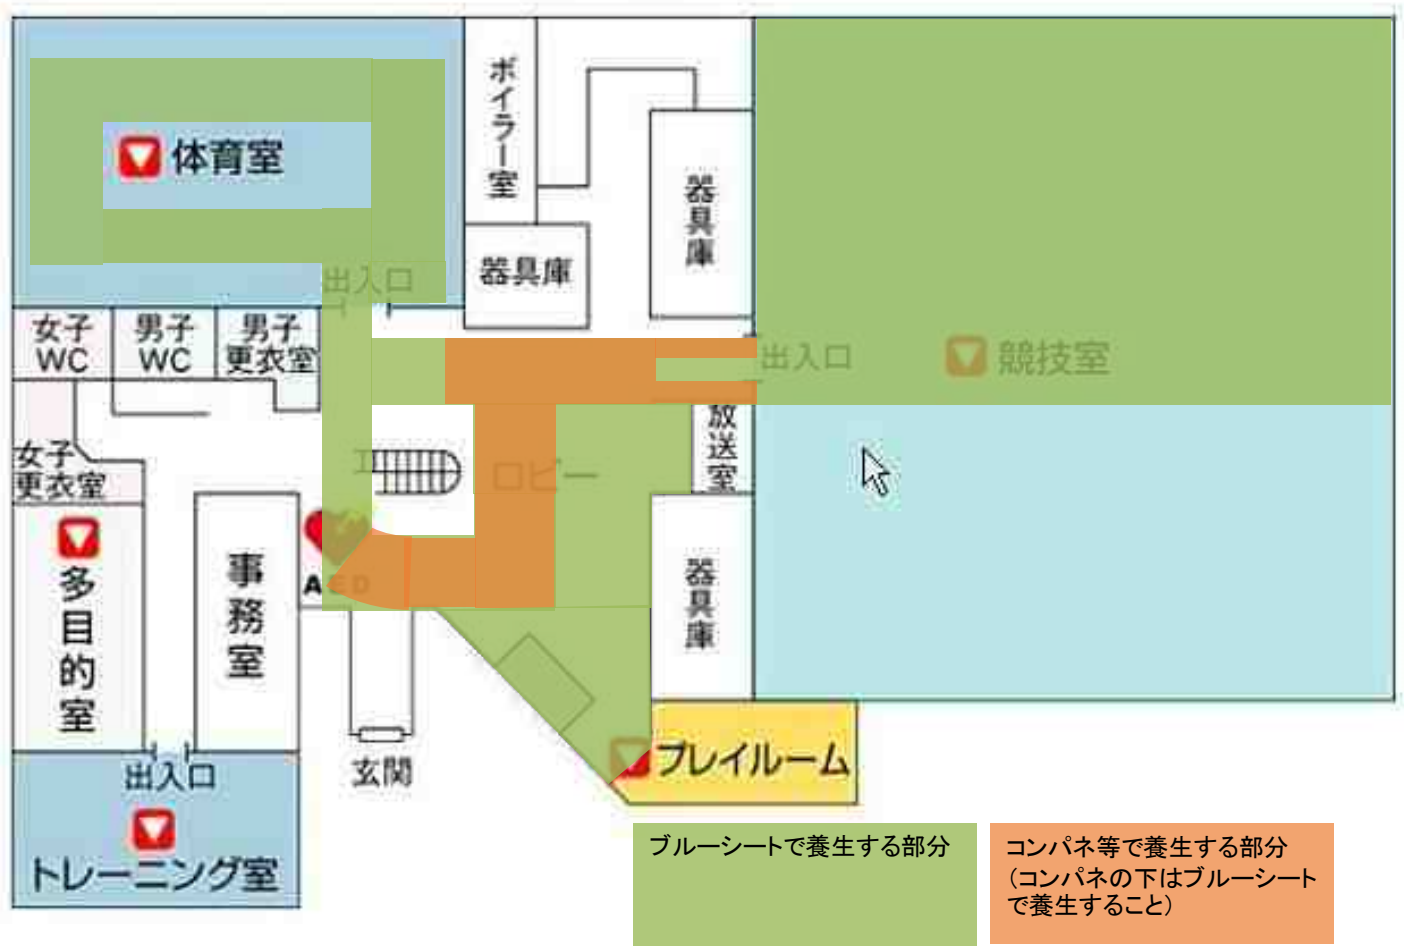 体育室
出入口
ボイラー室
器具庫
器具庫
女子
WC
男子
WC
男子
更衣室
出入口
競技室
女子
更衣室
ロビー
放送室
多目的室
事務室
AED
器具庫
玄関
プレイルーム
出入口
トレーニング室
ブルーシートで養生する部分
コンパネ等で養生する部分
(コンパネの下はブルーシート
で養生すること)